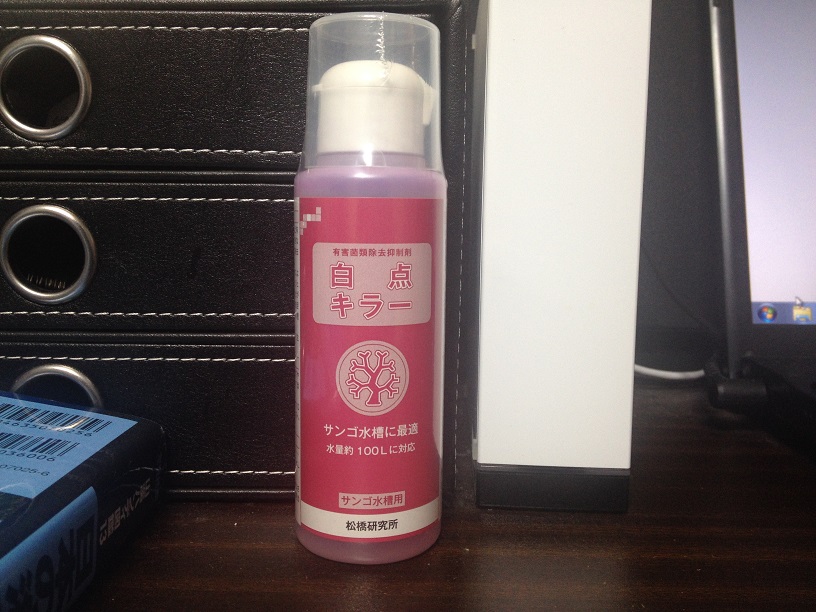 有害菌類除去抑制剤
白点
キラー
サンゴ水槽に最適
水量約100Lに対応
サンゴ水槽用
松橋研究所